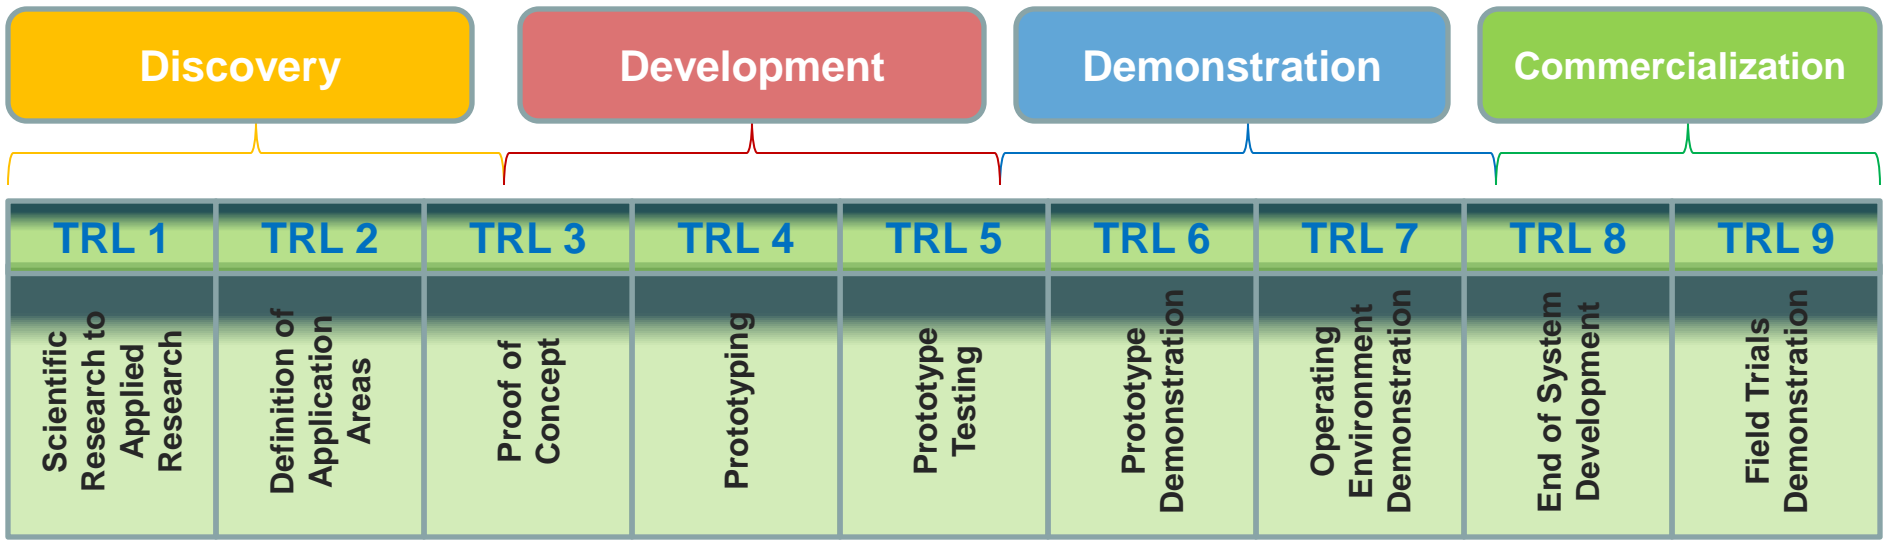 Discovery
Development
Demonstration
Commercialization
TRL 1
TRL 2
TRL 3
TRL 4
TRL 5
TRL 6
TRL 7
TRL 8
TRL 9
Scientific
Research to
Applied
Research
Definition of
Application
Areas
Proof of
Concept
Prototyping
Prototype
Testing
Prototype
Demonstration
Operating
Environment
Demonstration
End of System
Development
Field Trials
Demonstration